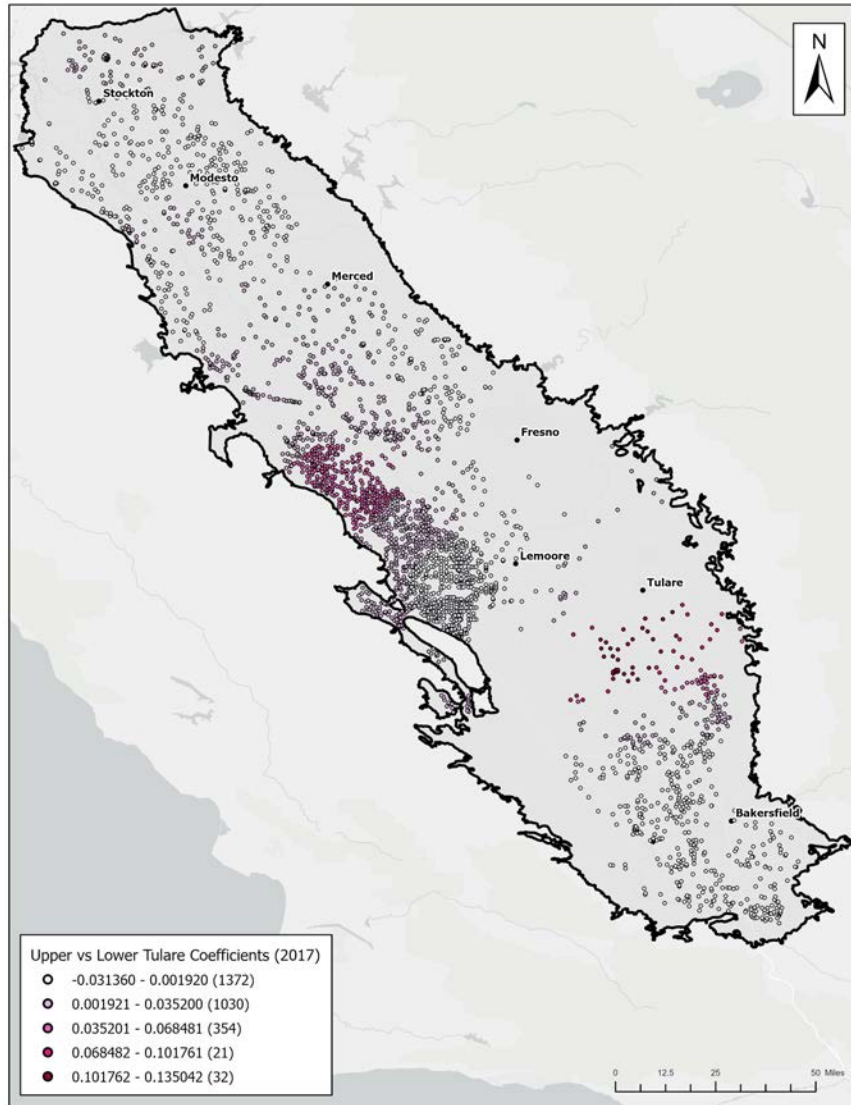 N
Stockton
Modesto
Merced
Fresno
Lemoore
Tulare
Bakersfield
Upper vs Lower Tulare Coefficients (2017)
-0.031360 - 0.001920 (1372)
0.001921 - 0.035200 (1030)
0.035201 - 0.068481 (354)
0.068482 - 0.101761 (21)
0.101762 - 0.135042 (32)
0 12.5 25 50 Miles